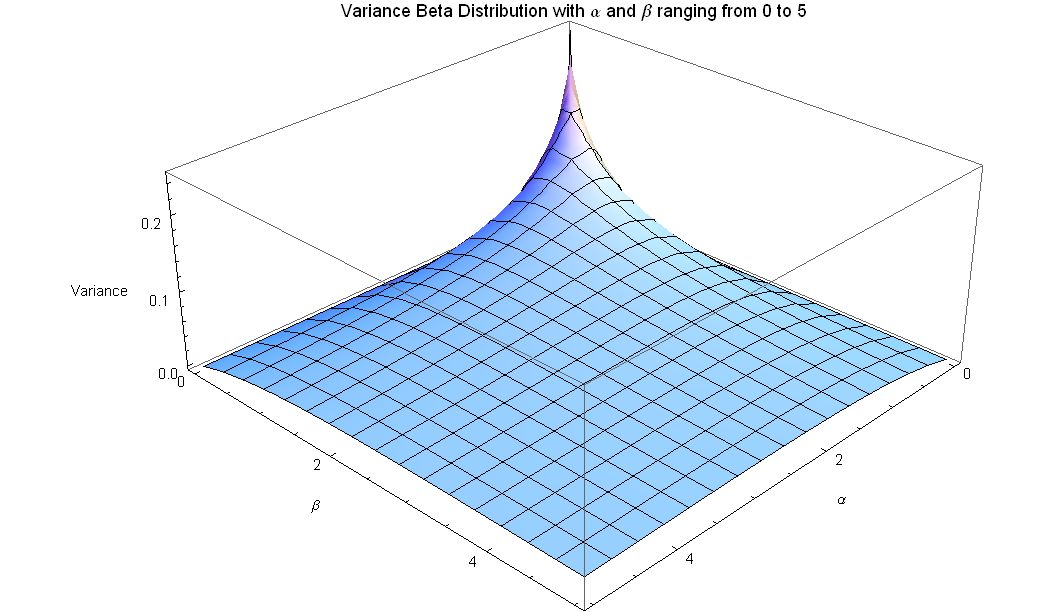 Variance Beta Distribution with α and β ranging from 0 to 5
0.2
Variance
0.1
0.0
0
0
2
2
β
α
4
4